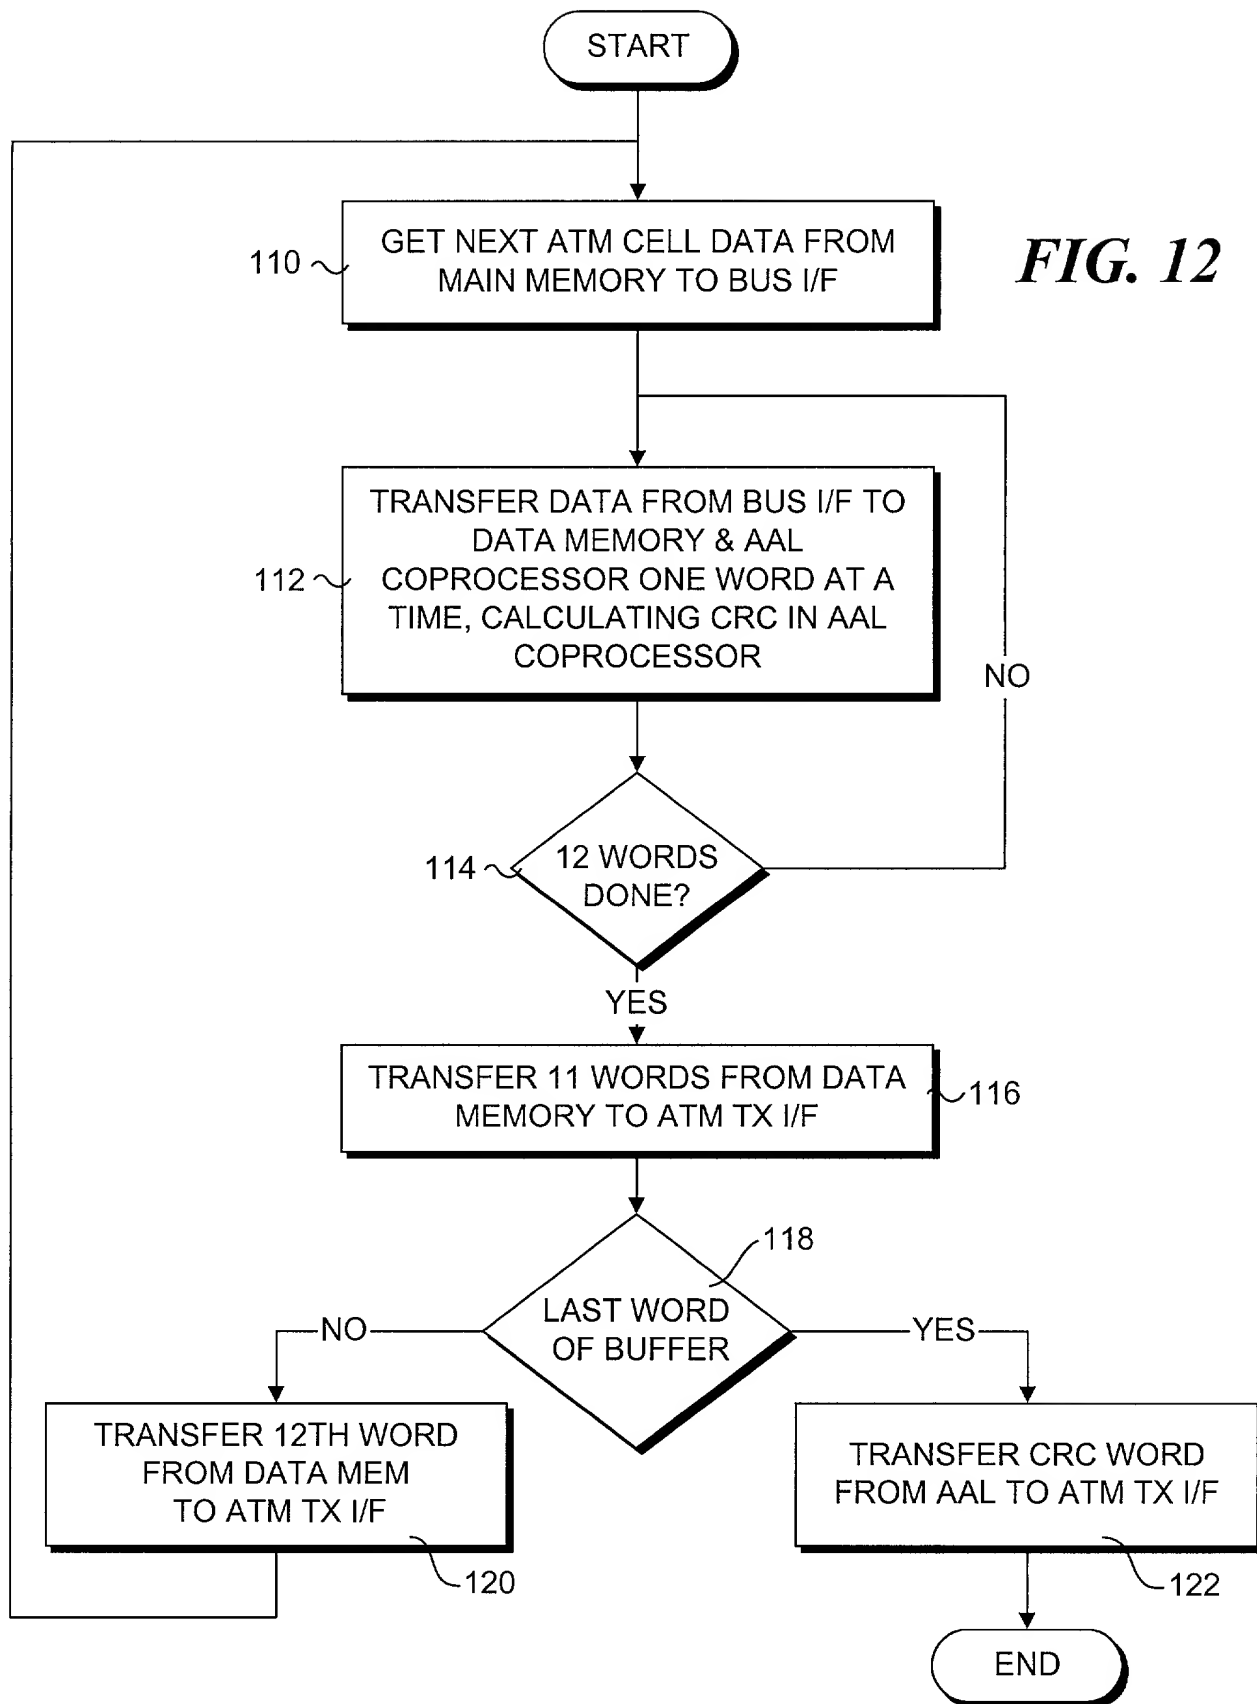 START
GET NEXT ATM CELL DATA FROM
MAIN MEMORY TO BUS I/F
110
FIG. 12
TRANSFER DATA FROM BUS I/F TO
DATA MEMORY & AAL
COPROCESSOR ONE WORD AT A
TIME, CALCULATING CRC IN AAL
COPROCESSOR
112
NO
12 WORDS
DONE?
114
YES
TRANSFER 11 WORDS FROM DATA
MEMORY TO ATM TX I/F
116
118
LAST WORD
OF BUFFER
NO
YES
TRANSFER 12TH WORD
FROM DATA MEM
TO ATM TX I/F
120
TRANSFER CRC WORD
FROM AAL TO ATM TX I/F
122
END